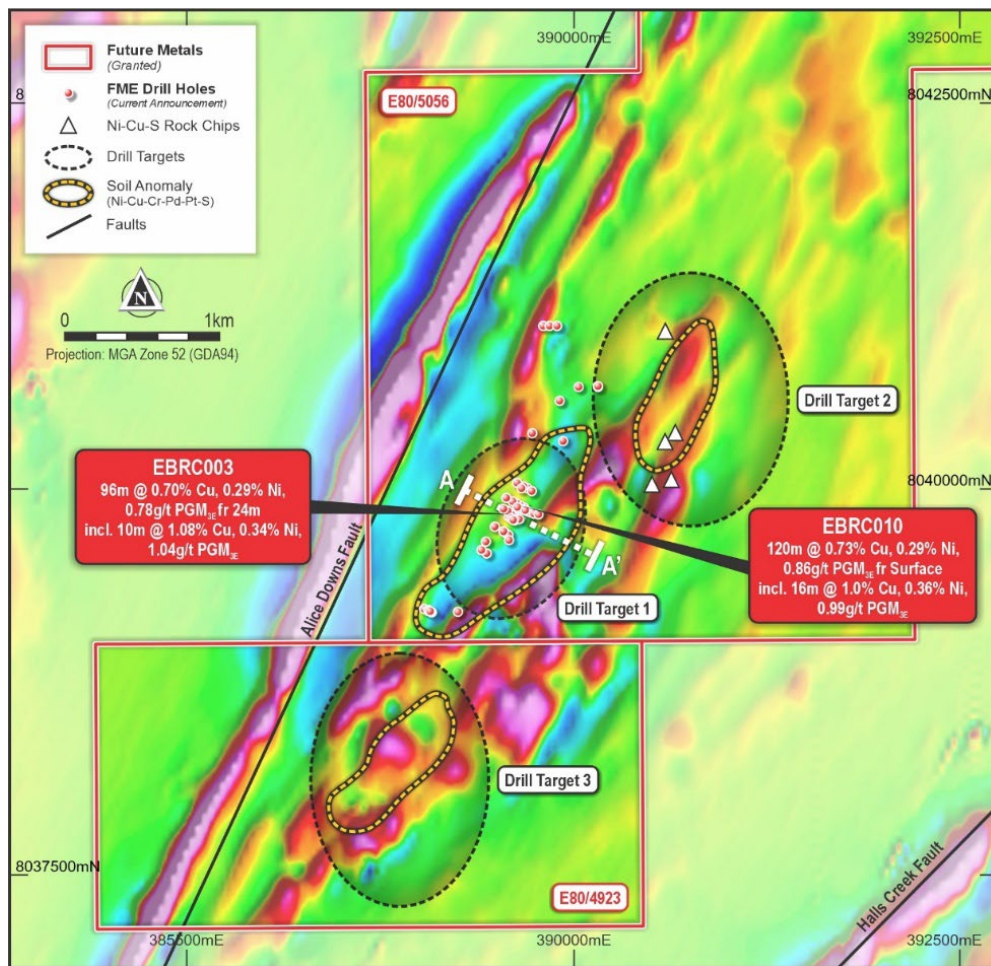 390000mE
392500mE
Future Metals
(Granted)
FME Drill Holes
(Current Announcement)
Ni-Cu-S Rock Chips
Drill Targets
Soil Anomaly
(Ni-Cu-Cr-Pd-Pt-S)
Faults
8
E80/5056
8042500mN
N
0 1km
Projection: MGA Zone 52 (GDA94)
Drill Target 2
EBRC003
96m @ 0.70% Cu, 0.29% Ni,
0.78g/t PGM3E fr 24m
incl. 10m @ 1.08% Cu, 0.34% Ni,
1.04g/t PGM3E
A
8040000mN
EBRC010
120m @ 0.73% Cu, 0.29% Ni,
0.86g/t PGM3E fr Surface
incl. 16m @ 1.0% Cu, 0.36% Ni,
0.99g/t PGM3E
A'
Drill Target 1
Alice Downs Fault
Drill Target 3
8037500mN
E80/4923
Halls Creek Fault
385500mE
390000mE
392500mE